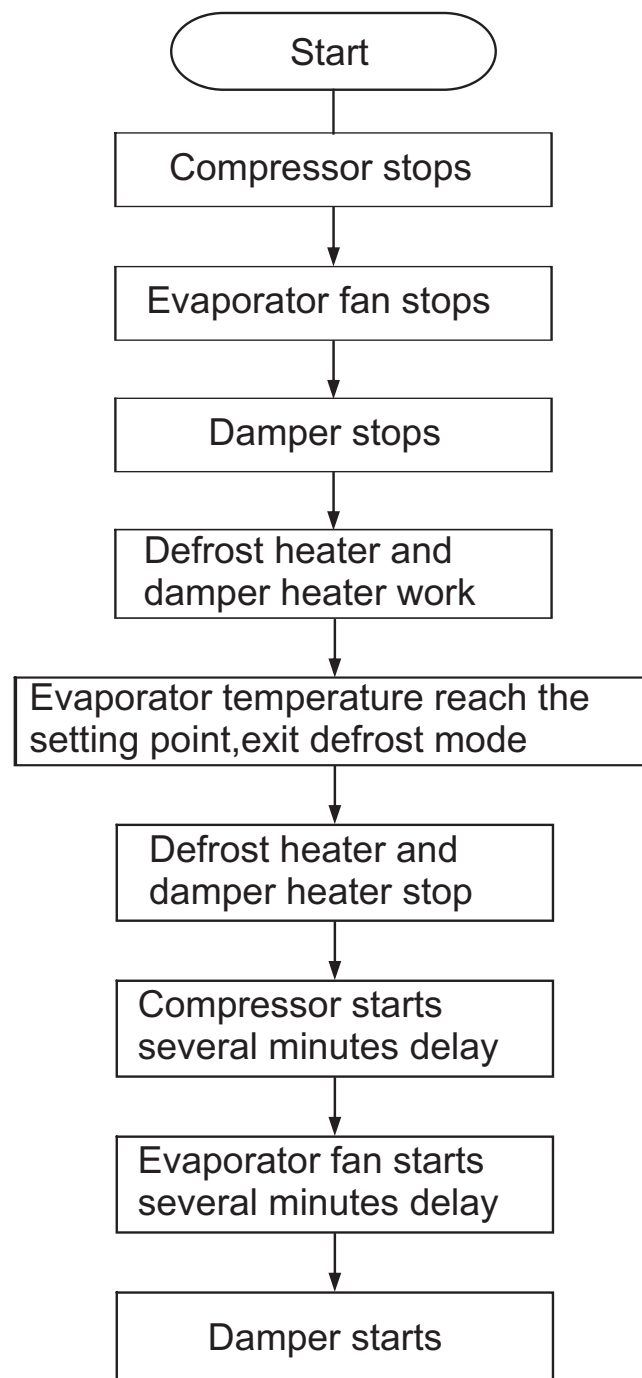 Start
Compressor stops
Evaporator fan stops
Damper stops
Defrost heater and
damper heater work
Evaporator temperature reach the
setting point,exit defrost mode
Defrost heater and
damper heater stop
Compressor starts
several minutes delay
Evaporator fan starts
several minutes delay
Damper starts